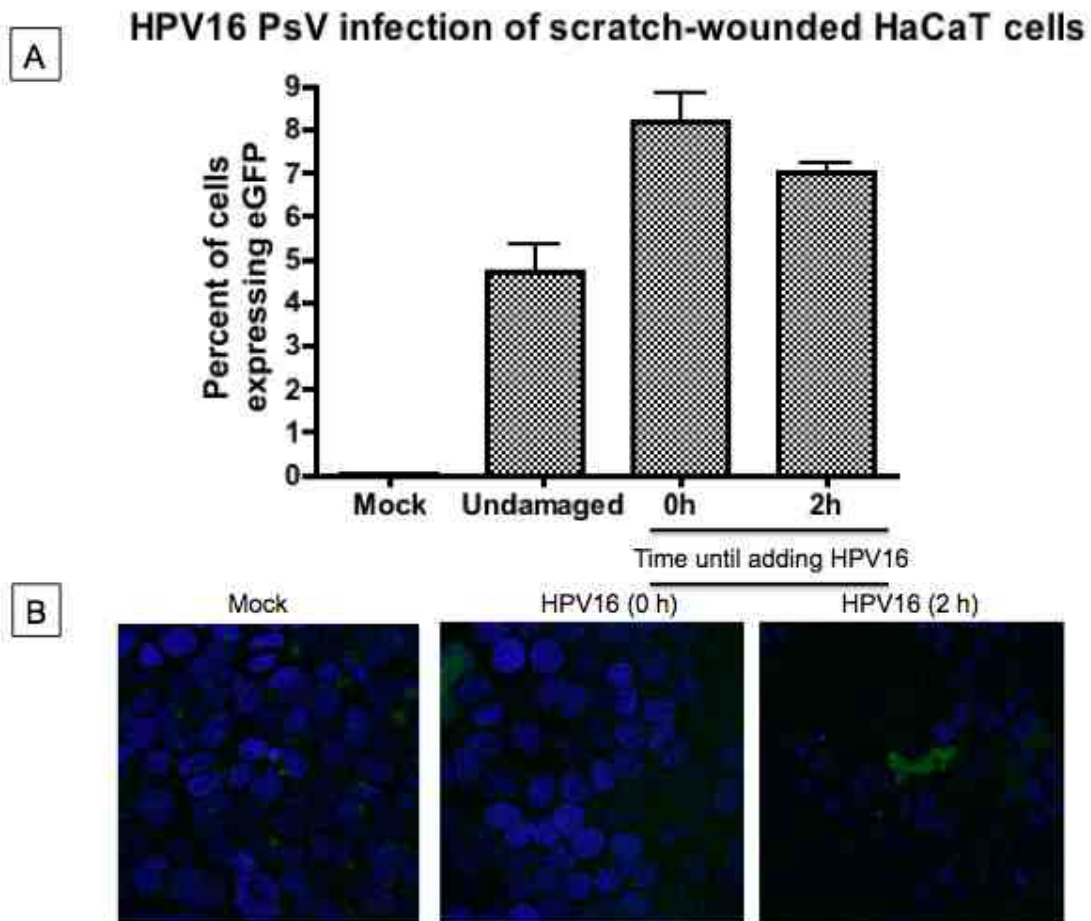 A
HPV16 PsV infection of scratch-wounded HaCaT cells
Percent of cells
expressing eGFP
9
8
7
6
5
4
3
2
1
0
Mock Undamaged 0h 2h
Time until adding HPV16
B
Mock HPV16 (0 h) HPV16 (2 h)